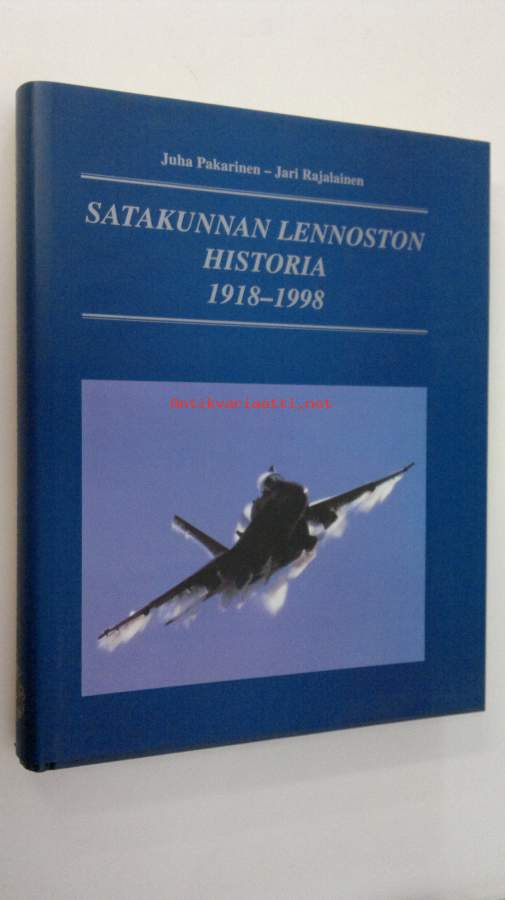 Juha Pakarinen – Jari Rajalainen
SATAKUNNAN LENNOSTON
HISTORIA
1918–1998
Antikvariaatti.net